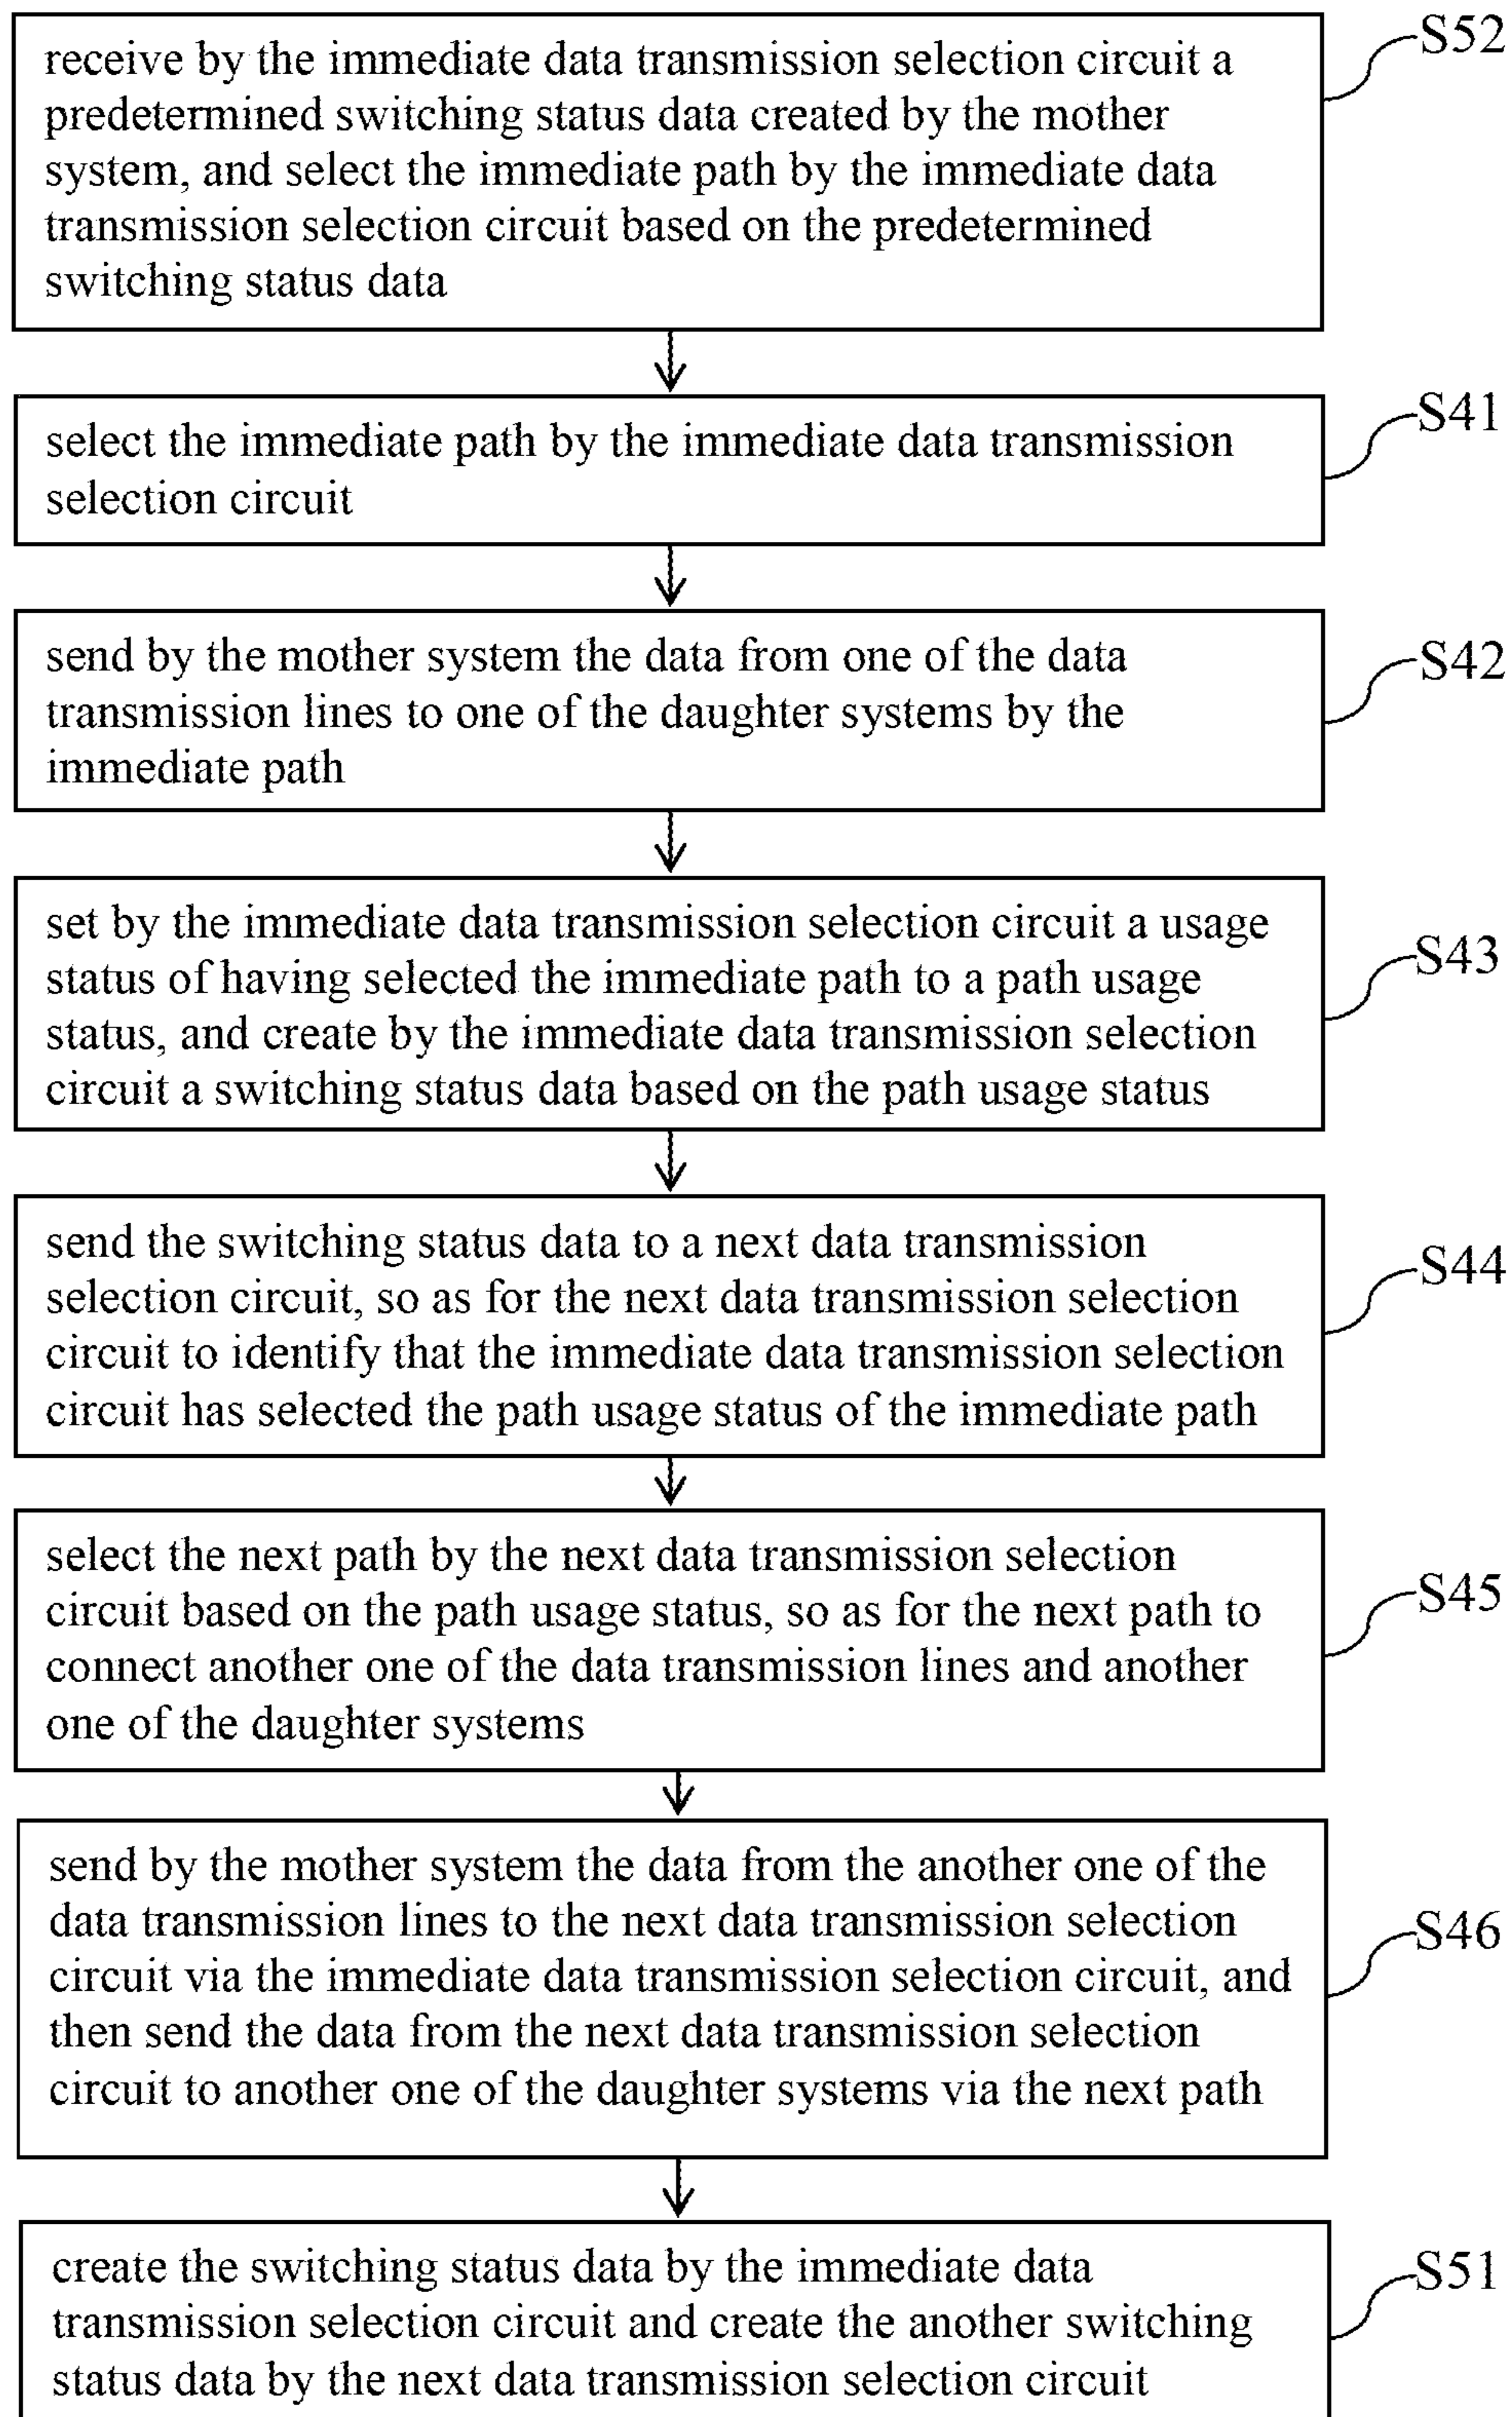 receive by the immediate data transmission selection circuit a
predetermined switching status data created by the mother
system, and select the immediate path by the immediate data
transmission selection circuit based on the predetermined
switching status data
S52
select the immediate path by the immediate data transmission
selection circuit
S41
send by the mother system the data from one of the data
transmission lines to one of the daughter systems by the
immediate path
S42
set by the immediate data transmission selection circuit a usage
status of having selected the immediate path to a path usage
status, and create by the immediate data transmission selection
circuit a switching status data based on the path usage status
S43
send the switching status data to a next data transmission
selection circuit, so as for the next data transmission selection
circuit to identify that the immediate data transmission selection
circuit has selected the path usage status of the immediate path
S44
select the next path by the next data transmission selection
circuit based on the path usage status, so as for the next path to
connect another one of the data transmission lines and another
one of the daughter systems
S45
send by the mother system the data from the another one of the
data transmission lines to the next data transmission selection
circuit via the immediate data transmission selection circuit, and
then send the data from the next data transmission selection
circuit to another one of the daughter systems via the next path
S46
create the switching status data by the immediate data
transmission selection circuit and create the another switching
status data by the next data transmission selection circuit
S51